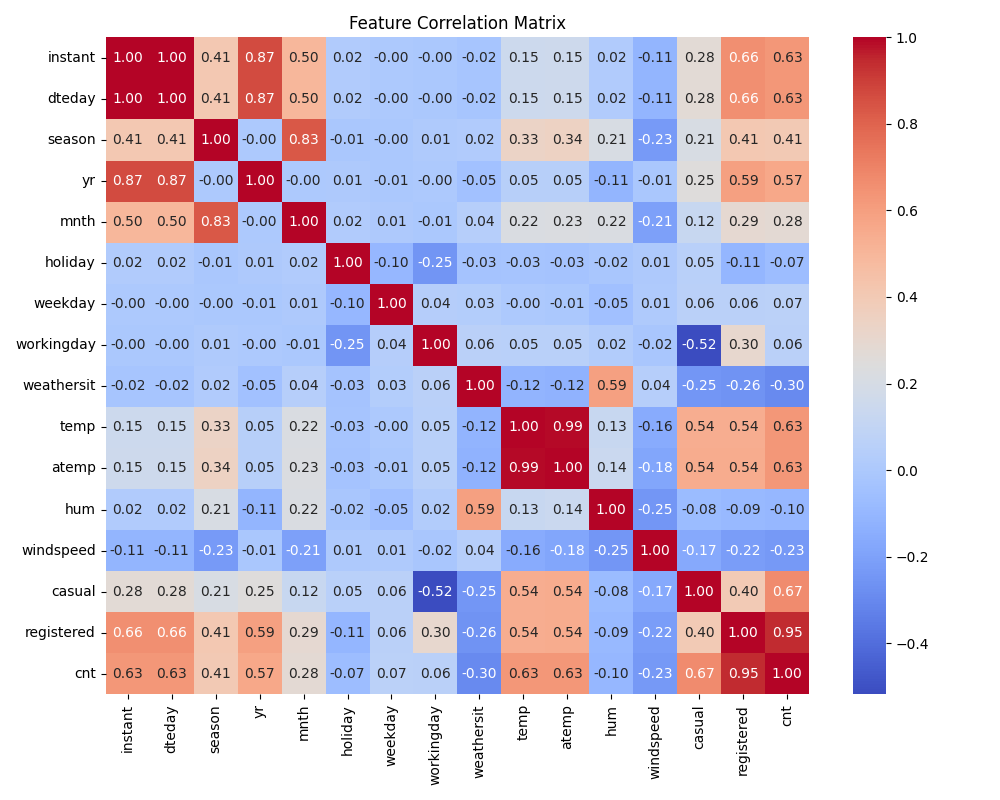 Feature Correlation Matrix
instant 1.00 1.00 0.41 0.87 0.50 0.02 -0.00 -0.00 -0.02 0.15 0.15 0.02 -0.11 0.28 0.66 0.63
dteday 1.00 1.00 0.41 0.87 0.50 0.02 -0.00 -0.00 -0.02 0.15 0.15 0.02 -0.11 0.28 0.66 0.63
season 0.41 0.41 1.00 -0.00 0.83 -0.01 -0.00 0.01 0.02 0.33 0.34 0.21 -0.23 0.21 0.41 0.41
yr 0.87 0.87 -0.00 1.00 -0.00 0.01 -0.01 -0.00 -0.05 0.05 0.05 -0.11 -0.01 0.25 0.59 0.57
mnth 0.50 0.50 0.83 -0.00 1.00 0.02 0.01 -0.01 0.04 0.22 0.23 0.22 -0.21 0.12 0.29 0.28
holiday 0.02 0.02 -0.01 0.01 0.02 1.00 -0.10 -0.25 -0.03 -0.03 -0.03 -0.02 0.01 0.05 -0.11 -0.07
weekday -0.00 -0.00 -0.00 -0.01 0.01 -0.10 1.00 0.04 0.03 -0.00 -0.01 -0.05 0.01 0.06 0.06 0.07
workingday -0.00 -0.00 0.01 -0.00 -0.01 -0.25 0.04 1.00 0.06 0.05 0.05 0.02 -0.02 -0.52 0.30 0.06
weathersit -0.02 -0.02 0.02 -0.05 0.04 -0.03 0.03 0.06 1.00 -0.12 -0.12 0.59 0.04 -0.25 -0.26 -0.30
temp 0.15 0.15 0.33 0.05 0.22 -0.03 -0.00 0.05 -0.12 1.00 0.99 0.13 -0.16 0.54 0.54 0.63
atemp 0.15 0.15 0.34 0.05 0.23 -0.03 -0.01 0.05 -0.12 0.99 1.00 0.14 -0.18 0.54 0.54 0.63
hum 0.02 0.02 0.21 -0.11 0.22 -0.02 -0.05 0.02 0.59 0.13 0.14 1.00 -0.25 -0.08 -0.09 -0.10
windspeed -0.11 -0.11 -0.23 -0.01 -0.21 0.01 0.01 -0.02 0.04 -0.16 -0.18 -0.25 1.00 -0.17 -0.22 -0.23
casual 0.28 0.28 0.21 0.25 0.12 0.05 0.06 -0.52 -0.25 0.54 0.54 -0.08 -0.17 1.00 0.40 0.67
registered 0.66 0.66 0.41 0.59 0.29 -0.11 0.06 0.30 -0.26 0.54 0.54 -0.09 -0.22 0.40 1.00 0.95
cnt 0.63 0.63 0.41 0.57 0.28 -0.07 0.07 0.06 -0.30 0.63 0.63 -0.10 -0.23 0.67 0.95 1.00
instant dteday season yr mnth holiday weekday workingday weathersit temp atemp hum windspeed casual registered cnt
1.0
0.8
0.6
0.4
0.2
0.0
−0.2
−0.4